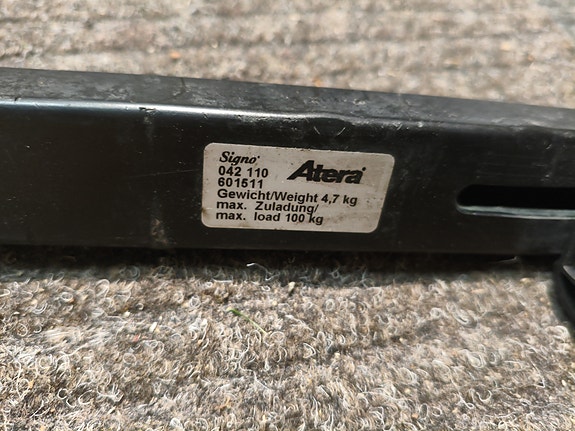 Signo®
Atera®
042 110
601511
Gewicht/Weight 4,7 kg
max. Zuladung/
max. load 100 kg